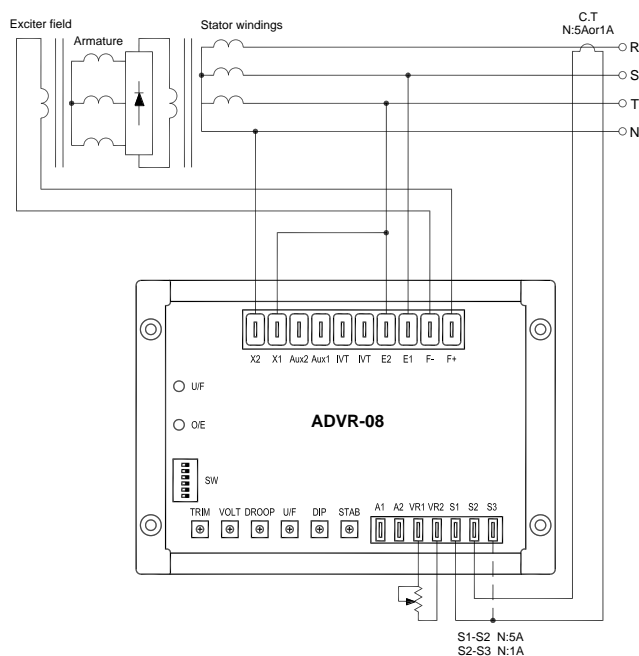 Exciter field
Armature
Stator windings
C.T
N:5Aor1A
R
S
T
N
X2 X1 Aux2 Aux1 IVT IVT E2 E1 F- F+
U/F
O/E
ADVR-08
SW
TRIM VOLT DROOP U/F DIP STAB
A1 A2 VR1 VR2 S1 S2 S3
S1-S2 N:5A
S2-S3 N:1A